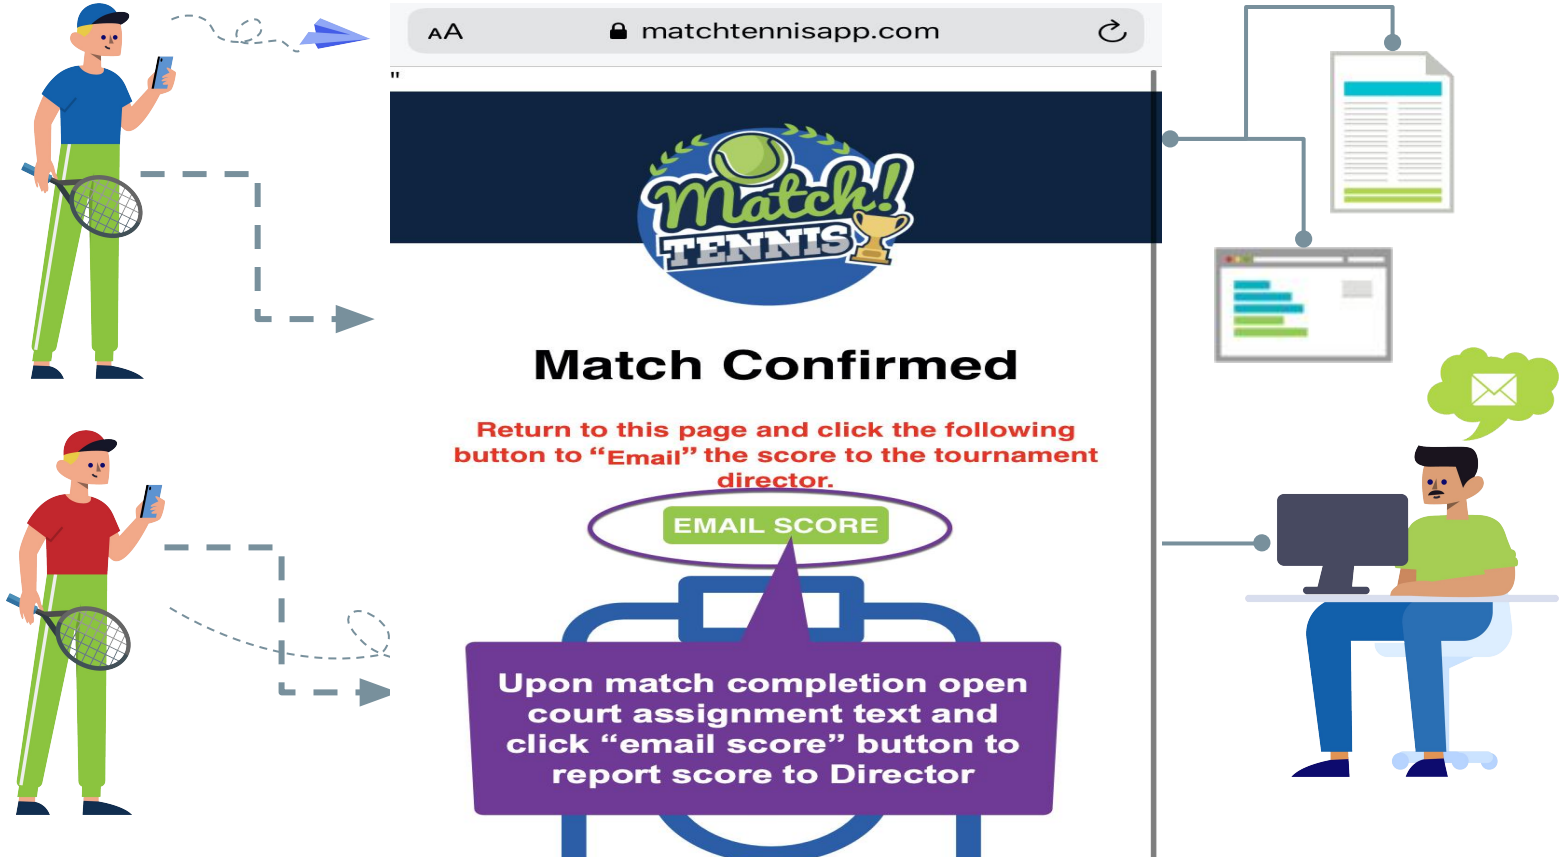 AA matchtennisapp.com
"
Match!
TENNIS
Match Confirmed
Return to this page and click the following
button to “Email” the score to the tournament
director.
EMAIL SCORE
Upon match completion open
court assignment text and
click “email score” button to
report score to Director